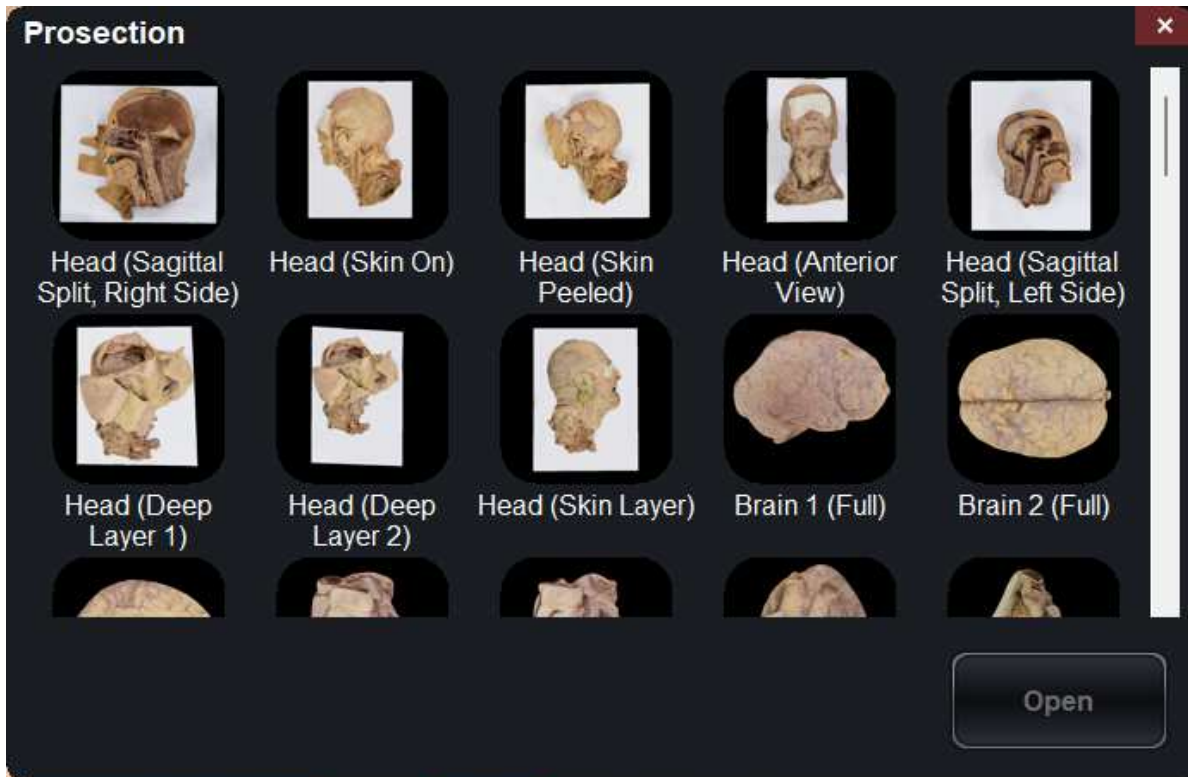 Prosection
Head (Sagittal
Split, Right Side)
Head (Skin On)
Head (Skin
Peeled)
Head (Anterior
View)
Head (Sagittal
Split, Left Side)
Head (Deep
Layer 1)
Head (Deep
Layer 2)
Head (Skin Layer)
Brain 1 (Full)
Brain 2 (Full)
Open